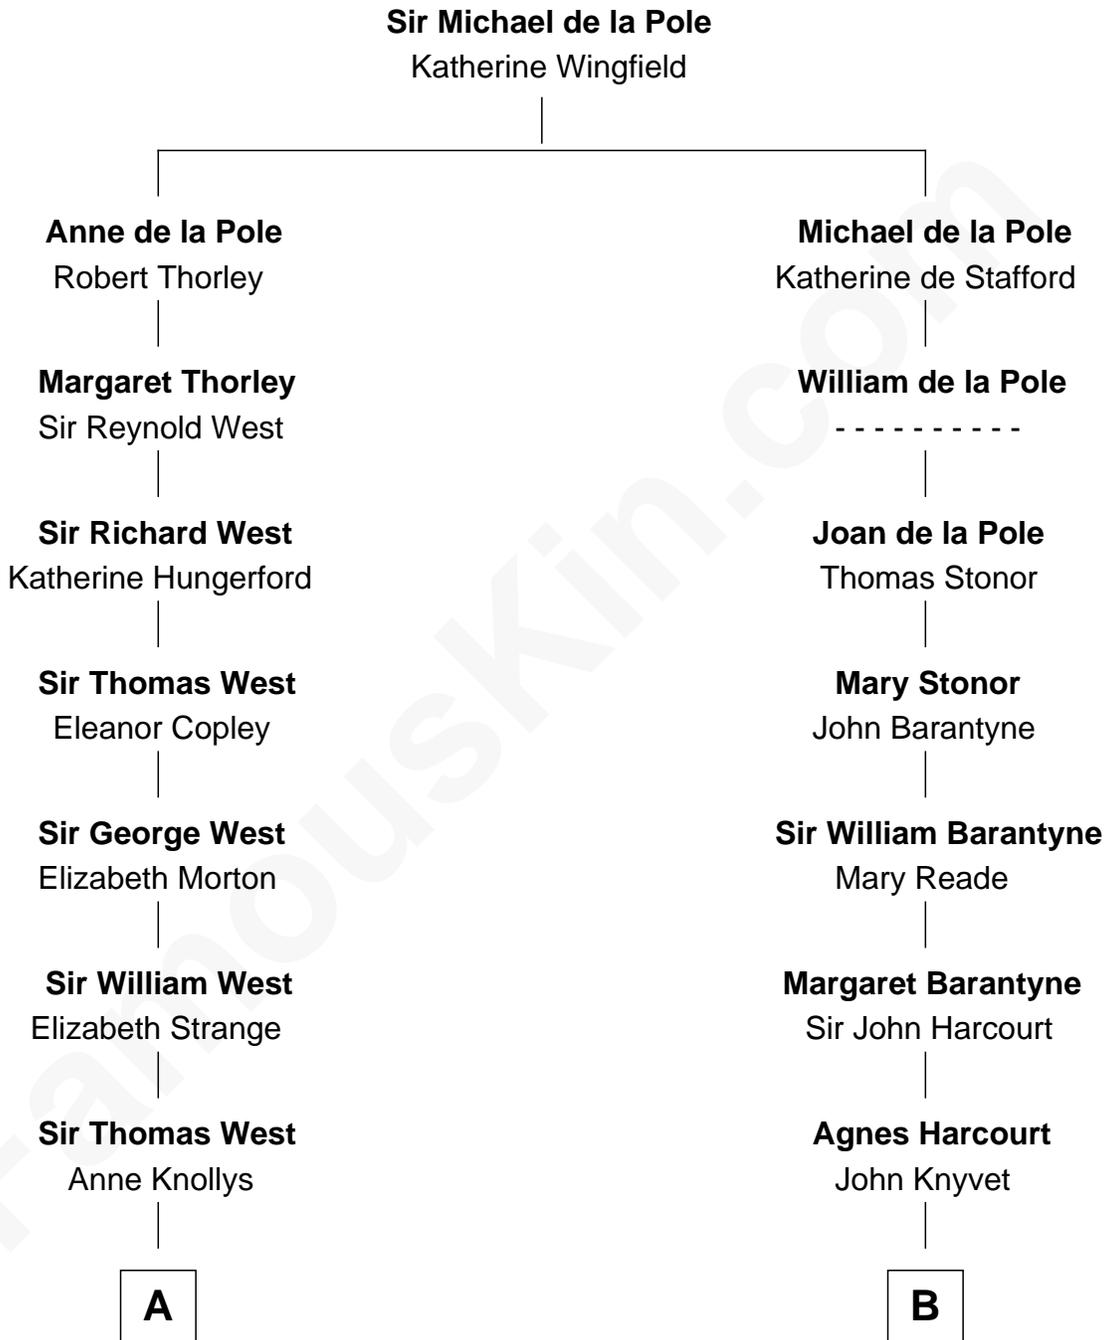 Sir Michael de la Pole
Katherine Wingfield
Anne de la Pole
Robert Thorley
Michael de la Pole
Katherine de Stafford
Margaret Thorley
Sir Reynold West
William de la Pole
- - - - - - - - - -
Sir Richard West
Katherine Hungerford
Joan de la Pole
Thomas Stonor
Sir Thomas West
Eleanor Copley
Mary Stonor
John Barantyne
Sir George West
Elizabeth Morton
Sir William Barantyne
Mary Reade
Sir William West
Elizabeth Strange
Margaret Barantyne
Sir John Harcourt
Sir Thomas West
Anne Knollys
Agnes Harcourt
John Knyvet
A
B
FamousKin.com